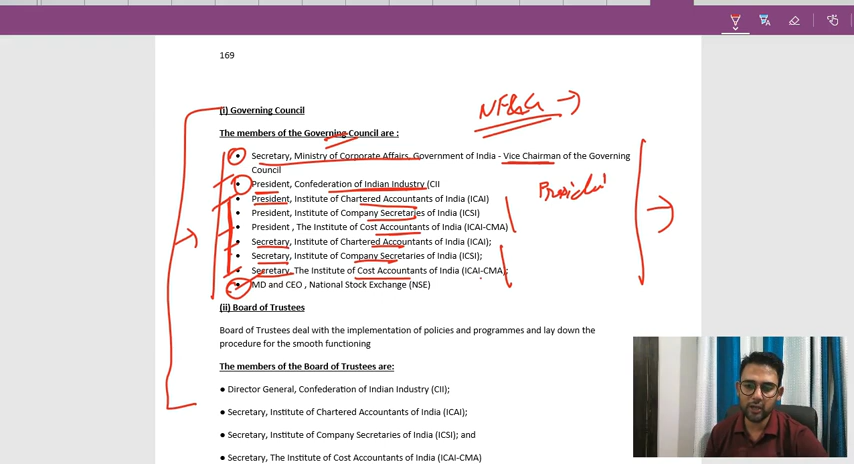 169
NF&CG
(i) Governing Council
The members of the Governing Council are :
• Secretary, Ministry of Corporate Affairs, Government of India - Vice Chairman of the Governing
Council
• President, Confederation of Indian Industry (CII
• President, Institute of Chartered Accountants of India (ICAI)
• President, Institute of Company Secretaries of India (ICSI)
• President , The Institute of Cost Accountants of India (ICAI-CMA)
• Secretary, Institute of Chartered Accountants of India (ICAI);
• Secretary, Institute of Company Secretaries of India (ICSI);
• Secretary, The Institute of Cost Accountants of India (ICAI-CMA);
• MD and CEO , National Stock Exchange (NSE)
(ii) Board of Trustees
Board of Trustees deal with the implementation of policies and programmes and lay down the
procedure for the smooth functioning
The members of the Board of Trustees are:
● Director General, Confederation of Indian Industry (CII);
● Secretary, Institute of Chartered Accountants of India (ICAI);
● Secretary, Institute of Company Secretaries of India (ICSI); and
● Secretary, The Institute of Cost Accountants of India (ICAI-CMA)